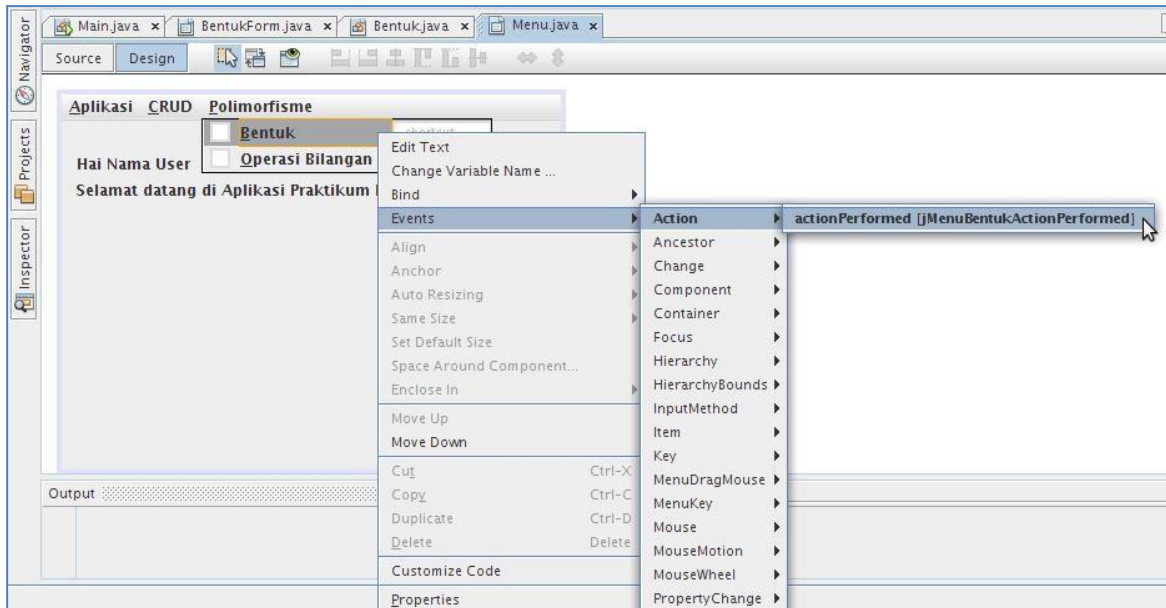 Navigator
Projects
Inspector
Main.java x BentukForm.java x Bentuk.java x Menu.java x
Source Design
Aplikasi CRUD Polimorfisme
Bentuk shortcut
Operasi Bilangan
Hai Nama User
Selamat datang di Aplikasi Praktikum
Edit Text
Change Variable Name ...
Bind
Events
Align
Anchor
Auto Resizing
Same Size
Set Default Size
Space Around Component...
Enclose In
Move Up
Move Down
Cut Ctrl-X
Copy Ctrl-C
Duplicate Ctrl-D
Delete Delete
Customize Code
Properties
Action
Ancestor
Change
Component
Container
Focus
Hierarchy
HierarchyBounds
InputMethod
Item
Key
MenuDragMouse
MenuKey
Mouse
MouseMotion
MouseWheel
PropertyChange
actionPerformed [jMenuBentukActionPerformed]
Output